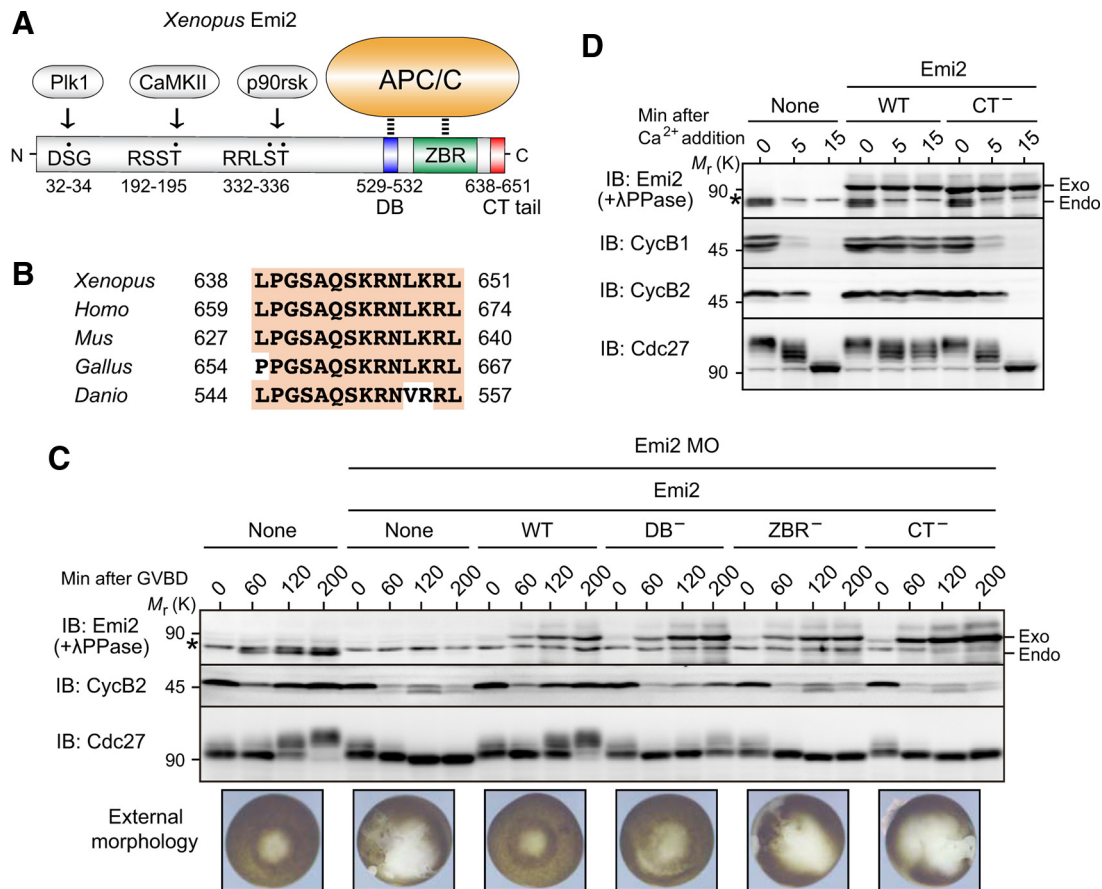 A
Xenopus Emi2
Plk1 CaMKII p90rsk APC/C
N DSG RSST RRLST ZBR C
32-34 192-195 332-336 529-532 638-651
DB CT tail
B
Xenopus 638 LPGSAQSKRNLKRL 651
Homo 659 LPGSAQSKRNLKRL 674
Mus 627 LPGSAQSKRNLKRL 640
Gallus 654 PPGSAQSKRNLKRL 667
Danio 544 LPGSAQSKRNVRRL 557
D
Emi2
None WT CT−
Min after
Ca2+ addition 0 5 15 0 5 15 0 5 15
Mr (K)
IB: Emi2 90 Exo
(+λPPase) * Endo
IB: CycB1 45
IB: CycB2 45
IB: Cdc27
90
C
Emi2 MO
Emi2
None None WT DB− ZBR− CT−
Min after GVBD 0 60 120 200 0 60 120 200 0 60 120 200 0 60 120 200 0 60 120 200 0 60 120 200
Mr (K)
IB: Emi2 90 Exo
(+λPPase) * Endo
IB: CycB2 45
IB: Cdc27
90
External
morphology